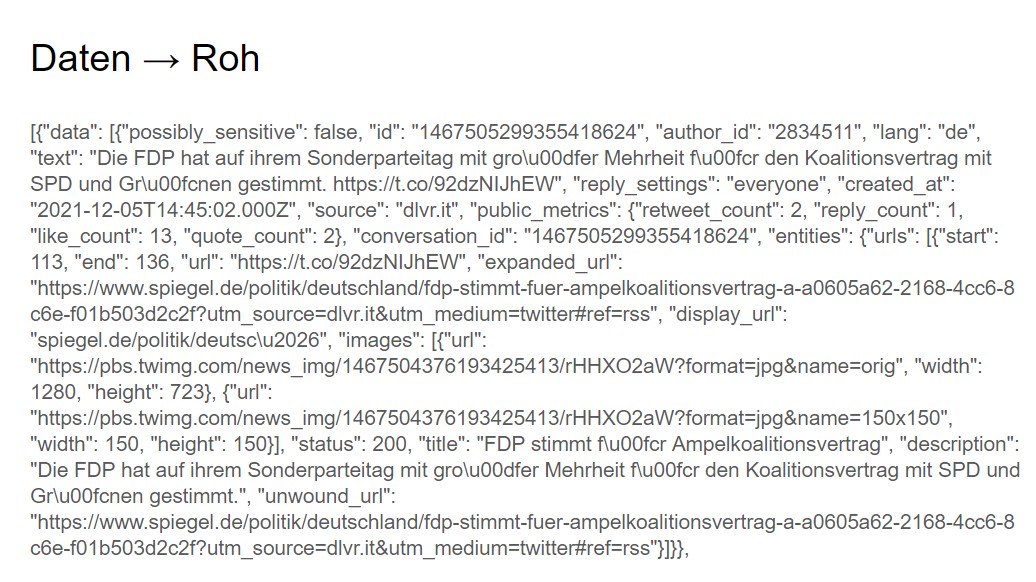 Daten → Roh
[{"data": [{"possibly_sensitive": false, "id": "1467505299355418624", "author_id": "2834511", "lang": "de",
"text": "Die FDP hat auf ihrem Sonderparteitag mit gro\u00dfer Mehrheit f\u00fcr den Koalitionsvertrag mit
SPD und Gr\u00fcnen gestimmt. https://t.co/92dzNIJhEW", "reply_settings": "everyone", "created_at":
"2021-12-05T14:45:02.000Z", "source": "dlvr.it", "public_metrics": {"retweet_count": 2, "reply_count": 1,
"like_count": 13, "quote_count": 2}, "conversation_id": "1467505299355418624", "entities": {"urls": [{"start":
113, "end": 136, "url": "https://t.co/92dzNIJhEW", "expanded_url":
"https://www.spiegel.de/politik/deutschland/fdp-stimmt-fuer-ampelkoalitionsvertrag-a-a0605a62-2168-4cc6-8
c6e-f01b503d2c2f?utm_source=dlvr.it&utm_medium=twitter#ref=rss", "display_url":
"spiegel.de/politik/deutsc\u2026", "images": [{"url":
"https://pbs.twimg.com/news_img/1467504376193425413/rHHXO2aW?format=jpg&name=orig", "width":
1280, "height": 723}, {"url":
"https://pbs.twimg.com/news_img/1467504376193425413/rHHXO2aW?format=jpg&name=150x150",
"width": 150, "height": 150}], "status": 200, "title": "FDP stimmt f\u00fcr Ampelkoalitionsvertrag", "description":
"Die FDP hat auf ihrem Sonderparteitag mit gro\u00dfer Mehrheit f\u00fcr den Koalitionsvertrag mit SPD und
Gr\u00fcnen gestimmt.", "unwound_url":
"https://www.spiegel.de/politik/deutschland/fdp-stimmt-fuer-ampelkoalitionsvertrag-a-a0605a62-2168-4cc6-8
c6e-f01b503d2c2f?utm_source=dlvr.it&utm_medium=twitter#ref=rss"}]}},